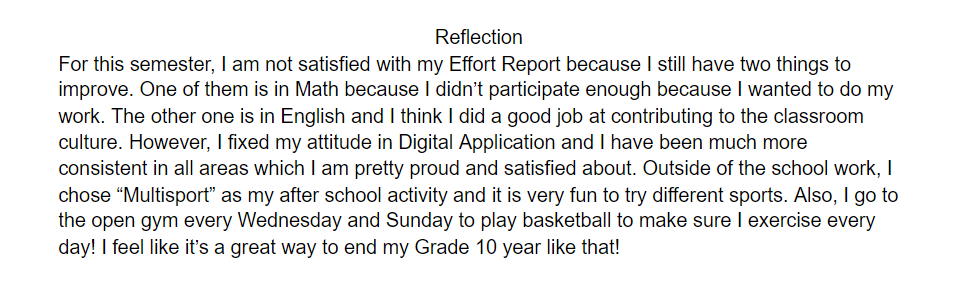 Reflection
For this semester, I am not satisfied with my Effort Report because I still have two things to
improve. One of them is in Math because I didn’t participate enough because I wanted to do my
work. The other one is in English and I think I did a good job at contributing to the classroom
culture. However, I fixed my attitude in Digital Application and I have been much more
consistent in all areas which I am pretty proud and satisfied about. Outside of the school work, I
chose “Multisport” as my after school activity and it is very fun to try different sports. Also, I go to
the open gym every Wednesday and Sunday to play basketball to make sure I exercise every
day! I feel like it’s a great way to end my Grade 10 year like that!